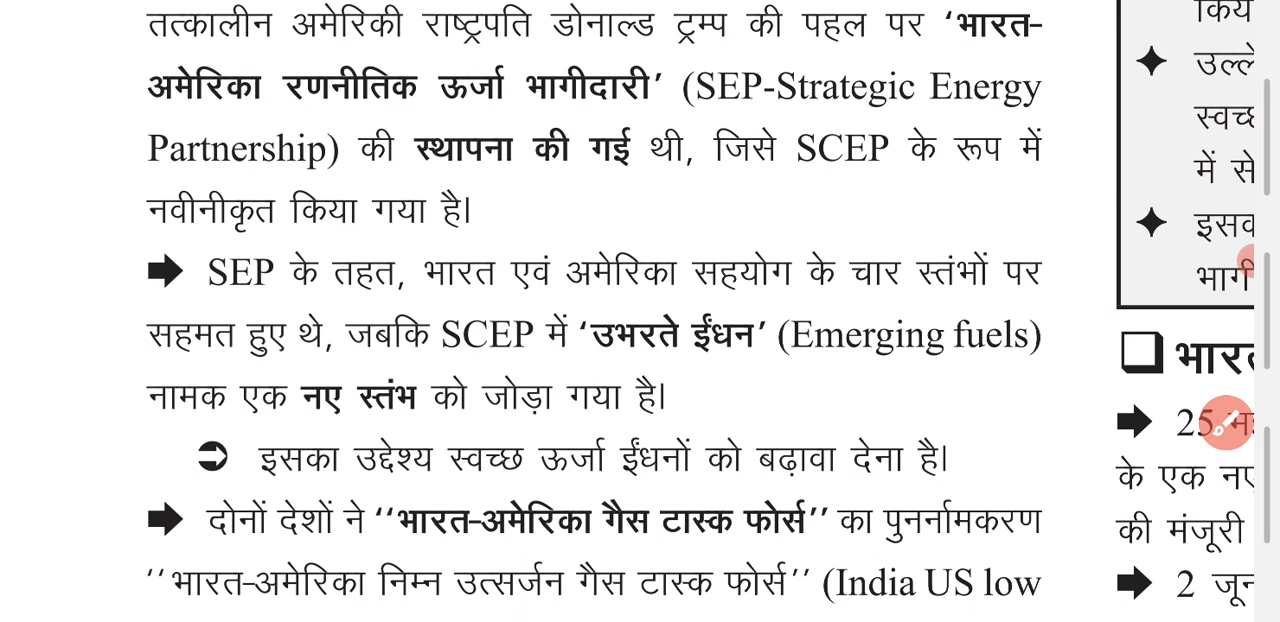 तत्कालीन अमेरिकी राष्ट्रपति डोनाल्ड ट्रम्प की पहल पर ‘भारत-
अमेरिका रणनीतिक ऊर्जा भागीदारी’ (SEP-Strategic Energy
Partnership) की स्थापना की गई थी, जिसे SCEP के रूप में
नवीनीकृत किया गया है।
➡ SEP के तहत, भारत एवं अमेरिका सहयोग के चार स्तंभों पर
सहमत हुए थे, जबकि SCEP में ‘उभरते ईंधन’ (Emerging fuels)
नामक एक नए स्तंभ को जोड़ा गया है।
➲ इसका उद्देश्य स्वच्छ ऊर्जा ईंधनों को बढ़ावा देना है।
➡ दोनों देशों ने ‘‘भारत-अमेरिका गैस टास्क फोर्स’’ का पुनर्नामकरण
‘‘भारत-अमेरिका निम्न उत्सर्जन गैस टास्क फोर्स’’ (India US low
में से
❑ भारत
➡ 25
के एक नए
की मंजूरी
➡ 2 जून